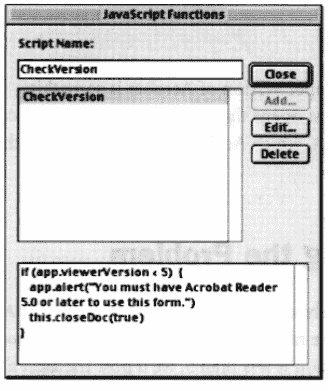 JavaScript Functions
Script Name:
CheckVersion
Close
CheckVersion
Add...
Edit...
Delete
if (app.viewerVersion < 5) {
app.alert("You must have Acrobat Reader
5.0 or later to use this form.")
this.closeDoc(true)
}